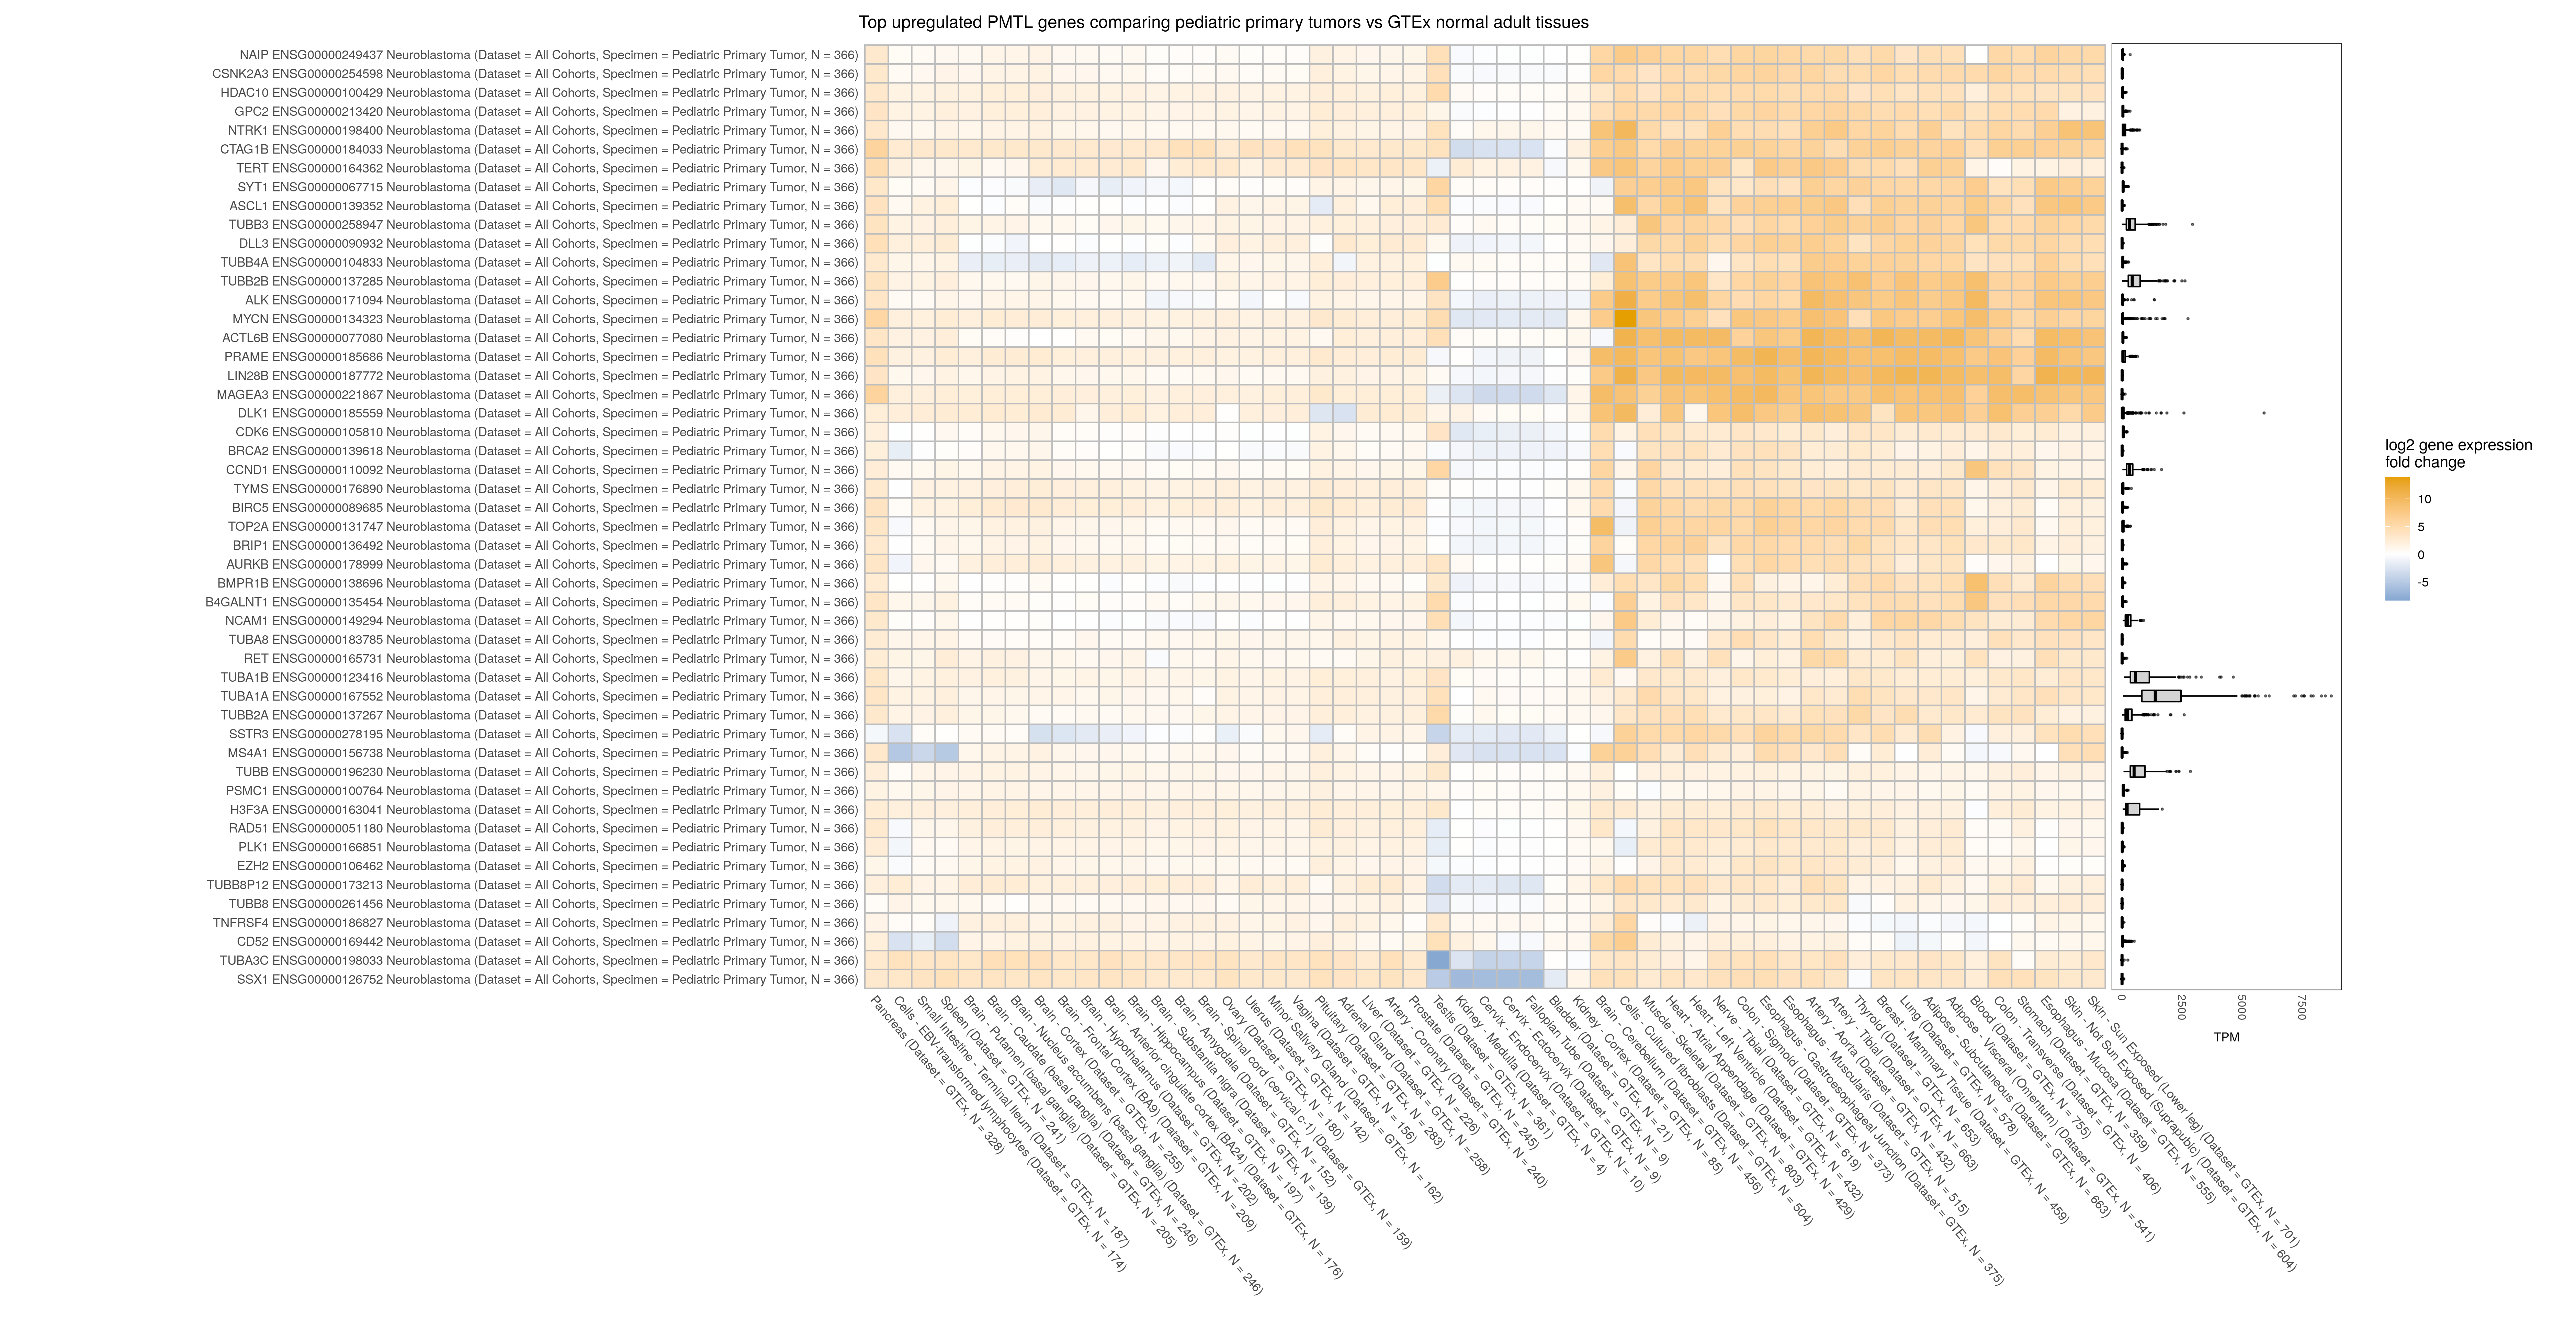 Top upregulated PMTL genes comparing pediatric primary tumors vs GTEx normal adult tissues
NAIP ENSG00000249437 Neuroblastoma (Dataset = All Cohorts, Specimen = Pediatric Primary Tumor, N = 366)
CSNK2A3 ENSG00000254598 Neuroblastoma (Dataset = All Cohorts, Specimen = Pediatric Primary Tumor, N = 366)
HDAC10 ENSG00000100429 Neuroblastoma (Dataset = All Cohorts, Specimen = Pediatric Primary Tumor, N = 366)
GPC2 ENSG00000213420 Neuroblastoma (Dataset = All Cohorts, Specimen = Pediatric Primary Tumor, N = 366)
NTRK1 ENSG00000198400 Neuroblastoma (Dataset = All Cohorts, Specimen = Pediatric Primary Tumor, N = 366)
CTAG1B ENSG00000184033 Neuroblastoma (Dataset = All Cohorts, Specimen = Pediatric Primary Tumor, N = 366)
TERT ENSG00000164362 Neuroblastoma (Dataset = All Cohorts, Specimen = Pediatric Primary Tumor, N = 366)
SYT1 ENSG00000067715 Neuroblastoma (Dataset = All Cohorts, Specimen = Pediatric Primary Tumor, N = 366)
ASCL1 ENSG00000139352 Neuroblastoma (Dataset = All Cohorts, Specimen = Pediatric Primary Tumor, N = 366)
TUBB3 ENSG00000258947 Neuroblastoma (Dataset = All Cohorts, Specimen = Pediatric Primary Tumor, N = 366)
DLL3 ENSG00000090932 Neuroblastoma (Dataset = All Cohorts, Specimen = Pediatric Primary Tumor, N = 366)
TUBB4A ENSG00000104833 Neuroblastoma (Dataset = All Cohorts, Specimen = Pediatric Primary Tumor, N = 366)
TUBB2B ENSG00000137285 Neuroblastoma (Dataset = All Cohorts, Specimen = Pediatric Primary Tumor, N = 366)
ALK ENSG00000171094 Neuroblastoma (Dataset = All Cohorts, Specimen = Pediatric Primary Tumor, N = 366)
MYCN ENSG00000134323 Neuroblastoma (Dataset = All Cohorts, Specimen = Pediatric Primary Tumor, N = 366)
ACTL6B ENSG00000077080 Neuroblastoma (Dataset = All Cohorts, Specimen = Pediatric Primary Tumor, N = 366)
PRAME ENSG00000185686 Neuroblastoma (Dataset = All Cohorts, Specimen = Pediatric Primary Tumor, N = 366)
LIN28B ENSG00000187772 Neuroblastoma (Dataset = All Cohorts, Specimen = Pediatric Primary Tumor, N = 366)
MAGEA3 ENSG00000221867 Neuroblastoma (Dataset = All Cohorts, Specimen = Pediatric Primary Tumor, N = 366)
DLK1 ENSG00000185559 Neuroblastoma (Dataset = All Cohorts, Specimen = Pediatric Primary Tumor, N = 366)
CDK6 ENSG00000105810 Neuroblastoma (Dataset = All Cohorts, Specimen = Pediatric Primary Tumor, N = 366)
BRCA2 ENSG00000139618 Neuroblastoma (Dataset = All Cohorts, Specimen = Pediatric Primary Tumor, N = 366)
CCND1 ENSG00000110092 Neuroblastoma (Dataset = All Cohorts, Specimen = Pediatric Primary Tumor, N = 366)
TYMS ENSG00000176890 Neuroblastoma (Dataset = All Cohorts, Specimen = Pediatric Primary Tumor, N = 366)
BIRC5 ENSG00000089685 Neuroblastoma (Dataset = All Cohorts, Specimen = Pediatric Primary Tumor, N = 366)
TOP2A ENSG00000131747 Neuroblastoma (Dataset = All Cohorts, Specimen = Pediatric Primary Tumor, N = 366)
BRIP1 ENSG00000136492 Neuroblastoma (Dataset = All Cohorts, Specimen = Pediatric Primary Tumor, N = 366)
AURKB ENSG00000178999 Neuroblastoma (Dataset = All Cohorts, Specimen = Pediatric Primary Tumor, N = 366)
BMPR1B ENSG00000138696 Neuroblastoma (Dataset = All Cohorts, Specimen = Pediatric Primary Tumor, N = 366)
B4GALNT1 ENSG00000135454 Neuroblastoma (Dataset = All Cohorts, Specimen = Pediatric Primary Tumor, N = 366)
NCAM1 ENSG00000149294 Neuroblastoma (Dataset = All Cohorts, Specimen = Pediatric Primary Tumor, N = 366)
TUBA8 ENSG00000183785 Neuroblastoma (Dataset = All Cohorts, Specimen = Pediatric Primary Tumor, N = 366)
RET ENSG00000165731 Neuroblastoma (Dataset = All Cohorts, Specimen = Pediatric Primary Tumor, N = 366)
TUBA1B ENSG00000123416 Neuroblastoma (Dataset = All Cohorts, Specimen = Pediatric Primary Tumor, N = 366)
TUBA1A ENSG00000167552 Neuroblastoma (Dataset = All Cohorts, Specimen = Pediatric Primary Tumor, N = 366)
TUBB2A ENSG00000137267 Neuroblastoma (Dataset = All Cohorts, Specimen = Pediatric Primary Tumor, N = 366)
SSTR3 ENSG00000278195 Neuroblastoma (Dataset = All Cohorts, Specimen = Pediatric Primary Tumor, N = 366)
MS4A1 ENSG00000156738 Neuroblastoma (Dataset = All Cohorts, Specimen = Pediatric Primary Tumor, N = 366)
TUBB ENSG00000196230 Neuroblastoma (Dataset = All Cohorts, Specimen = Pediatric Primary Tumor, N = 366)
PSMC1 ENSG00000100764 Neuroblastoma (Dataset = All Cohorts, Specimen = Pediatric Primary Tumor, N = 366)
H3F3A ENSG00000163041 Neuroblastoma (Dataset = All Cohorts, Specimen = Pediatric Primary Tumor, N = 366)
RAD51 ENSG00000051180 Neuroblastoma (Dataset = All Cohorts, Specimen = Pediatric Primary Tumor, N = 366)
PLK1 ENSG00000166851 Neuroblastoma (Dataset = All Cohorts, Specimen = Pediatric Primary Tumor, N = 366)
EZH2 ENSG00000106462 Neuroblastoma (Dataset = All Cohorts, Specimen = Pediatric Primary Tumor, N = 366)
TUBB8P12 ENSG00000173213 Neuroblastoma (Dataset = All Cohorts, Specimen = Pediatric Primary Tumor, N = 366)
TUBB8 ENSG00000261456 Neuroblastoma (Dataset = All Cohorts, Specimen = Pediatric Primary Tumor, N = 366)
TNFRSF4 ENSG00000186827 Neuroblastoma (Dataset = All Cohorts, Specimen = Pediatric Primary Tumor, N = 366)
CD52 ENSG00000169442 Neuroblastoma (Dataset = All Cohorts, Specimen = Pediatric Primary Tumor, N = 366)
TUBA3C ENSG00000198033 Neuroblastoma (Dataset = All Cohorts, Specimen = Pediatric Primary Tumor, N = 366)
SSX1 ENSG00000126752 Neuroblastoma (Dataset = All Cohorts, Specimen = Pediatric Primary Tumor, N = 366)
Pancreas (Dataset = GTEx, N = 328)
Cells - EBV-transformed lymphocytes (Dataset = GTEx, N = 174)
Small Intestine - Terminal Ileum (Dataset = GTEx, N = 187)
Spleen (Dataset = GTEx, N = 241)
Brain - Putamen (basal ganglia) (Dataset = GTEx, N = 205)
Brain - Caudate (basal ganglia) (Dataset = GTEx, N = 246)
Brain - Nucleus accumbens (basal ganglia) (Dataset = GTEx, N = 246)
Brain - Cortex (Dataset = GTEx, N = 255)
Brain - Frontal Cortex (BA9) (Dataset = GTEx, N = 209)
Brain - Hypothalamus (Dataset = GTEx, N = 202)
Brain - Anterior cingulate cortex (BA24) (Dataset = GTEx, N = 176)
Brain - Hippocampus (Dataset = GTEx, N = 197)
Brain - Substantia nigra (Dataset = GTEx, N = 139)
Brain - Amygdala (Dataset = GTEx, N = 152)
Brain - Spinal cord (cervical c-1) (Dataset = GTEx, N = 159)
Ovary (Dataset = GTEx, N = 180)
Uterus (Dataset = GTEx, N = 142)
Minor Salivary Gland (Dataset = GTEx, N = 162)
Vagina (Dataset = GTEx, N = 156)
Pituitary (Dataset = GTEx, N = 283)
Adrenal Gland (Dataset = GTEx, N = 258)
Liver (Dataset = GTEx, N = 226)
Artery - Coronary (Dataset = GTEx, N = 240)
Prostate (Dataset = GTEx, N = 245)
Testis (Dataset = GTEx, N = 361)
Kidney - Medulla (Dataset = GTEx, N = 4)
Cervix - Endocervix (Dataset = GTEx, N = 10)
Cervix - Ectocervix (Dataset = GTEx, N = 9)
Fallopian Tube (Dataset = GTEx, N = 9)
Bladder (Dataset = GTEx, N = 21)
Kidney - Cortex (Dataset = GTEx, N = 85)
Brain - Cerebellum (Dataset = GTEx, N = 456)
Cells - Cultured fibroblasts (Dataset = GTEx, N = 504)
Muscle - Skeletal (Dataset = GTEx, N = 803)
Heart - Atrial Appendage (Dataset = GTEx, N = 429)
Heart - Left Ventricle (Dataset = GTEx, N = 432)
Nerve - Tibial (Dataset = GTEx, N = 619)
Colon - Sigmoid (Dataset = GTEx, N = 373)
Esophagus - Gastroesophageal Junction (Dataset = GTEx, N = 375)
Esophagus - Muscularis (Dataset = GTEx, N = 515)
Artery - Aorta (Dataset = GTEx, N = 432)
Artery - Tibial (Dataset = GTEx, N = 663)
Thyroid (Dataset = GTEx, N = 653)
Breast - Mammary Tissue (Dataset = GTEx, N = 459)
Lung (Dataset = GTEx, N = 578)
Adipose - Subcutaneous (Dataset = GTEx, N = 663)
Adipose - Visceral (Omentum) (Dataset = GTEx, N = 541)
Blood (Dataset = GTEx, N = 755)
Colon - Transverse (Dataset = GTEx, N = 406)
Stomach (Dataset = GTEx, N = 359)
Esophagus - Mucosa (Dataset = GTEx, N = 555)
Skin - Not Sun Exposed (Suprapubic) (Dataset = GTEx, N = 604)
Skin - Sun Exposed (Lower leg) (Dataset = GTEx, N = 701)
0
2500
5000
7500
TPM
log2 gene expression
fold change
10
5
0
-5